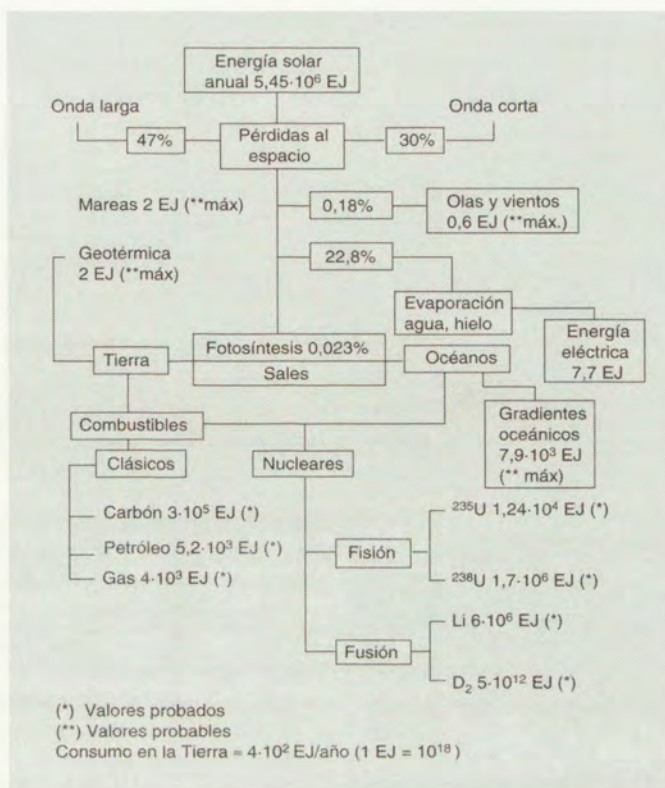 Energía solar
anual 5,45·10⁶ EJ
Onda larga
Onda corta
47%
Pérdidas al
espacio
30%
Mareas 2 EJ (**máx)
0,18%
Olas y vientos
0,6 EJ (**máx.)
Geotérmica
2 EJ (**máx)
22,8%
Evaporación
agua, hielo
Energía
eléctrica
7,7 EJ
Tierra
Fotosíntesis 0,023%
Sales
Océanos
Gradientes
oceánicos
7,9·10³ EJ
(** máx)
Combustibles
Clásicos
Nucleares
Carbón 3·10⁵ EJ (*)
Petróleo 5,2·10³ EJ (*)
Gas 4·10³ EJ (*)
Fisión
²³⁵U 1,24·10⁴ EJ (*)
²³⁸U 1,7·10⁶ EJ (*)
Fusión
Li 6·10⁶ EJ (*)
D₂ 5·10¹² EJ (*)
(*) Valores probados
(**) Valores probables
Consumo en la Tierra = 4·10² EJ/año (1 EJ = 10¹⁸)